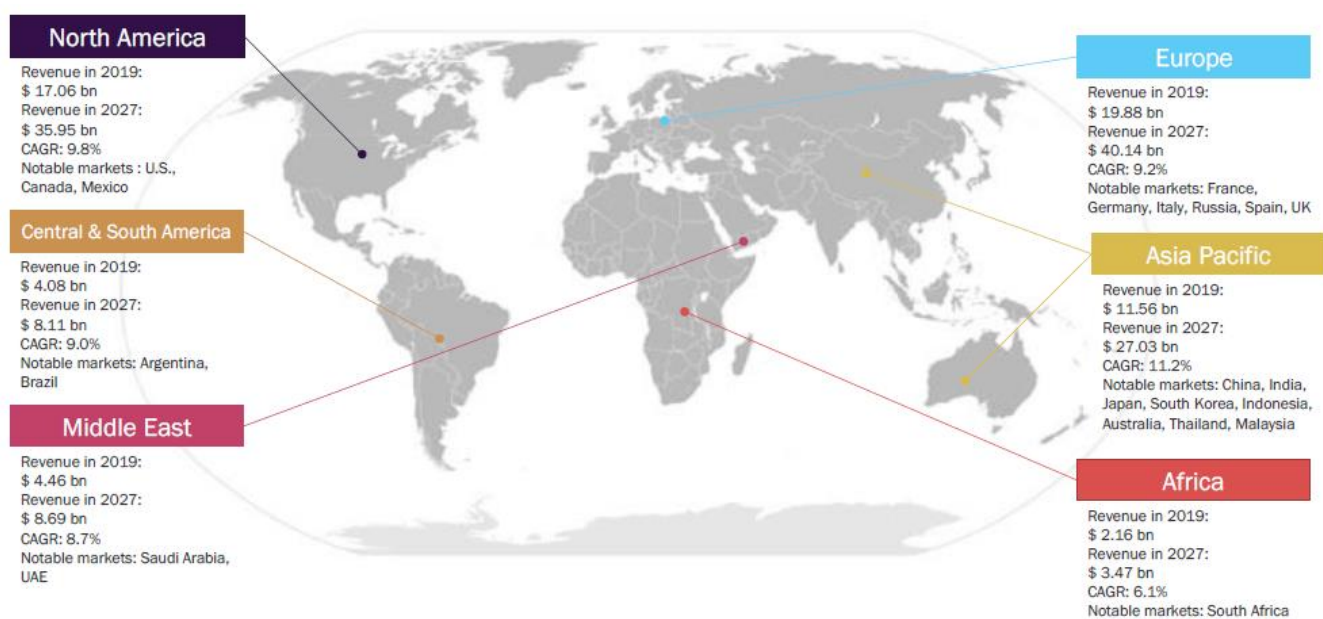 North America
Revenue in 2019:
$ 17.06 bn
Revenue in 2027:
$ 35.95 bn
CAGR: 9.8%
Notable markets : U.S.,
Canada, Mexico
Central & South America
Revenue in 2019:
$ 4.08 bn
Revenue in 2027:
$ 8.11 bn
CAGR: 9.0%
Notable markets: Argentina,
Brazil
Middle East
Revenue in 2019:
$ 4.46 bn
Revenue in 2027:
$ 8.69 bn
CAGR: 8.7%
Notable markets: Saudi Arabia,
UAE
Europe
Revenue in 2019:
$ 19.88 bn
Revenue in 2027:
$ 40.14 bn
CAGR: 9.2%
Notable markets: France,
Germany, Italy, Russia, Spain, UK
Asia Pacific
Revenue in 2019:
$ 11.56 bn
Revenue in 2027:
$ 27.03 bn
CAGR: 11.2%
Notable markets: China, India,
Japan, South Korea, Indonesia,
Australia, Thailand, Malaysia
Africa
Revenue in 2019:
$ 2.16 bn
Revenue in 2027:
$ 3.47 bn
CAGR: 6.1%
Notable markets: South Africa